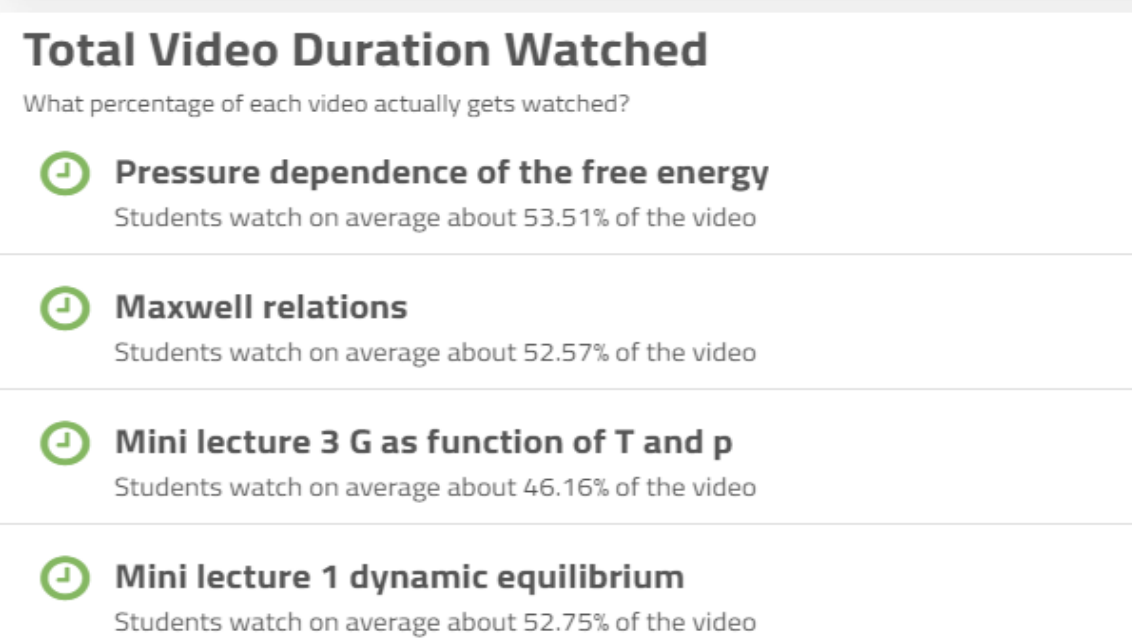 Total Video Duration Watched
What percentage of each video actually gets watched?
Pressure dependence of the free energy
Students watch on average about 53.51% of the video
Maxwell relations
Students watch on average about 52.57% of the video
Mini lecture 3 G as function of T and p
Students watch on average about 46.16% of the video
Mini lecture 1 dynamic equilibrium
Students watch on average about 52.75% of the video